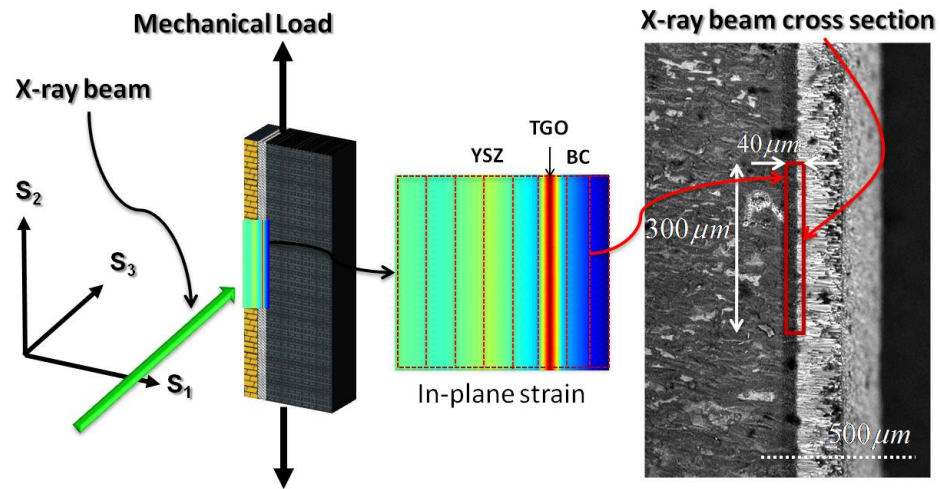 Mechanical Load
X-ray beam cross section
X-ray beam
TGO
YSZ
BC
40 μm
S2
300 μm
S3
S1
In-plane strain
500 μm